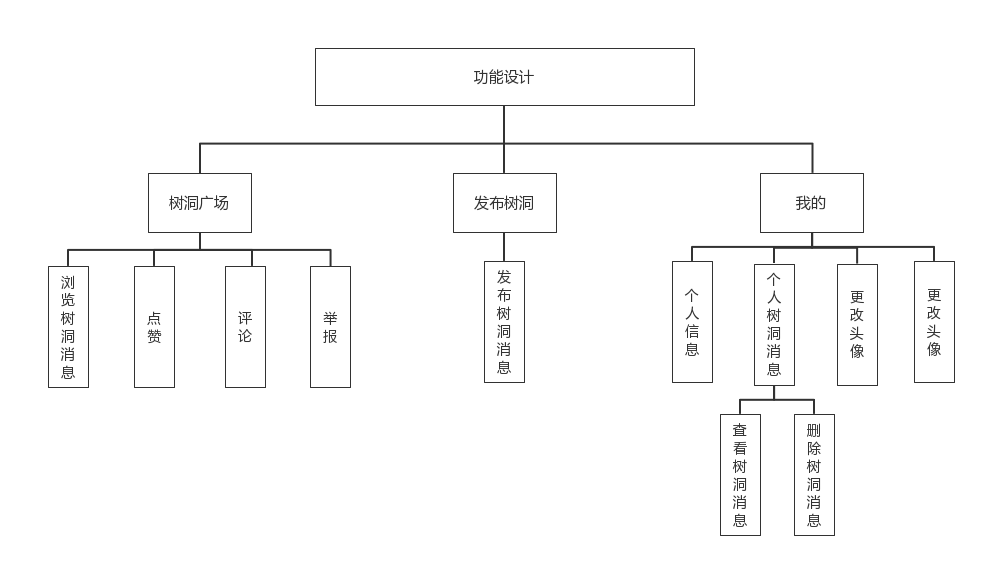 功能设计
树洞广场
发布树洞
我的
浏览树洞消息
点赞
评论
举报
发布树洞消息
个人信息
个人树洞消息
更改头像
更改头像
查看树洞消息
删除树洞消息